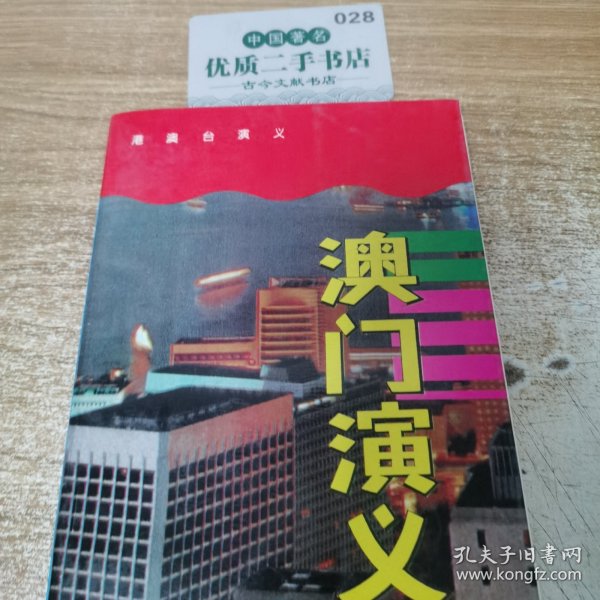 028
中国著名
优质二手书店
古今文献书店
港澳台演义
澳门演义
孔夫子旧书网
www.kongfz.com